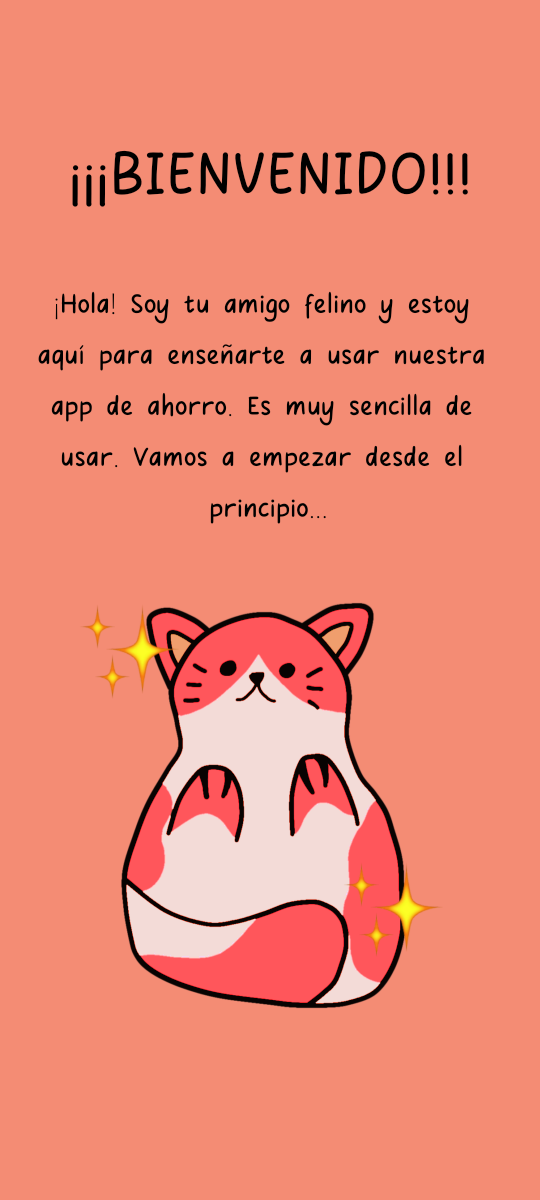 ¡¡¡BIENVENIDO!!!
¡Hola! Soy tu amigo felino y estoy
aquí para enseñarte a usar nuestra
app de ahorro. Es muy sencilla de
usar. Vamos a empezar desde el
principio...